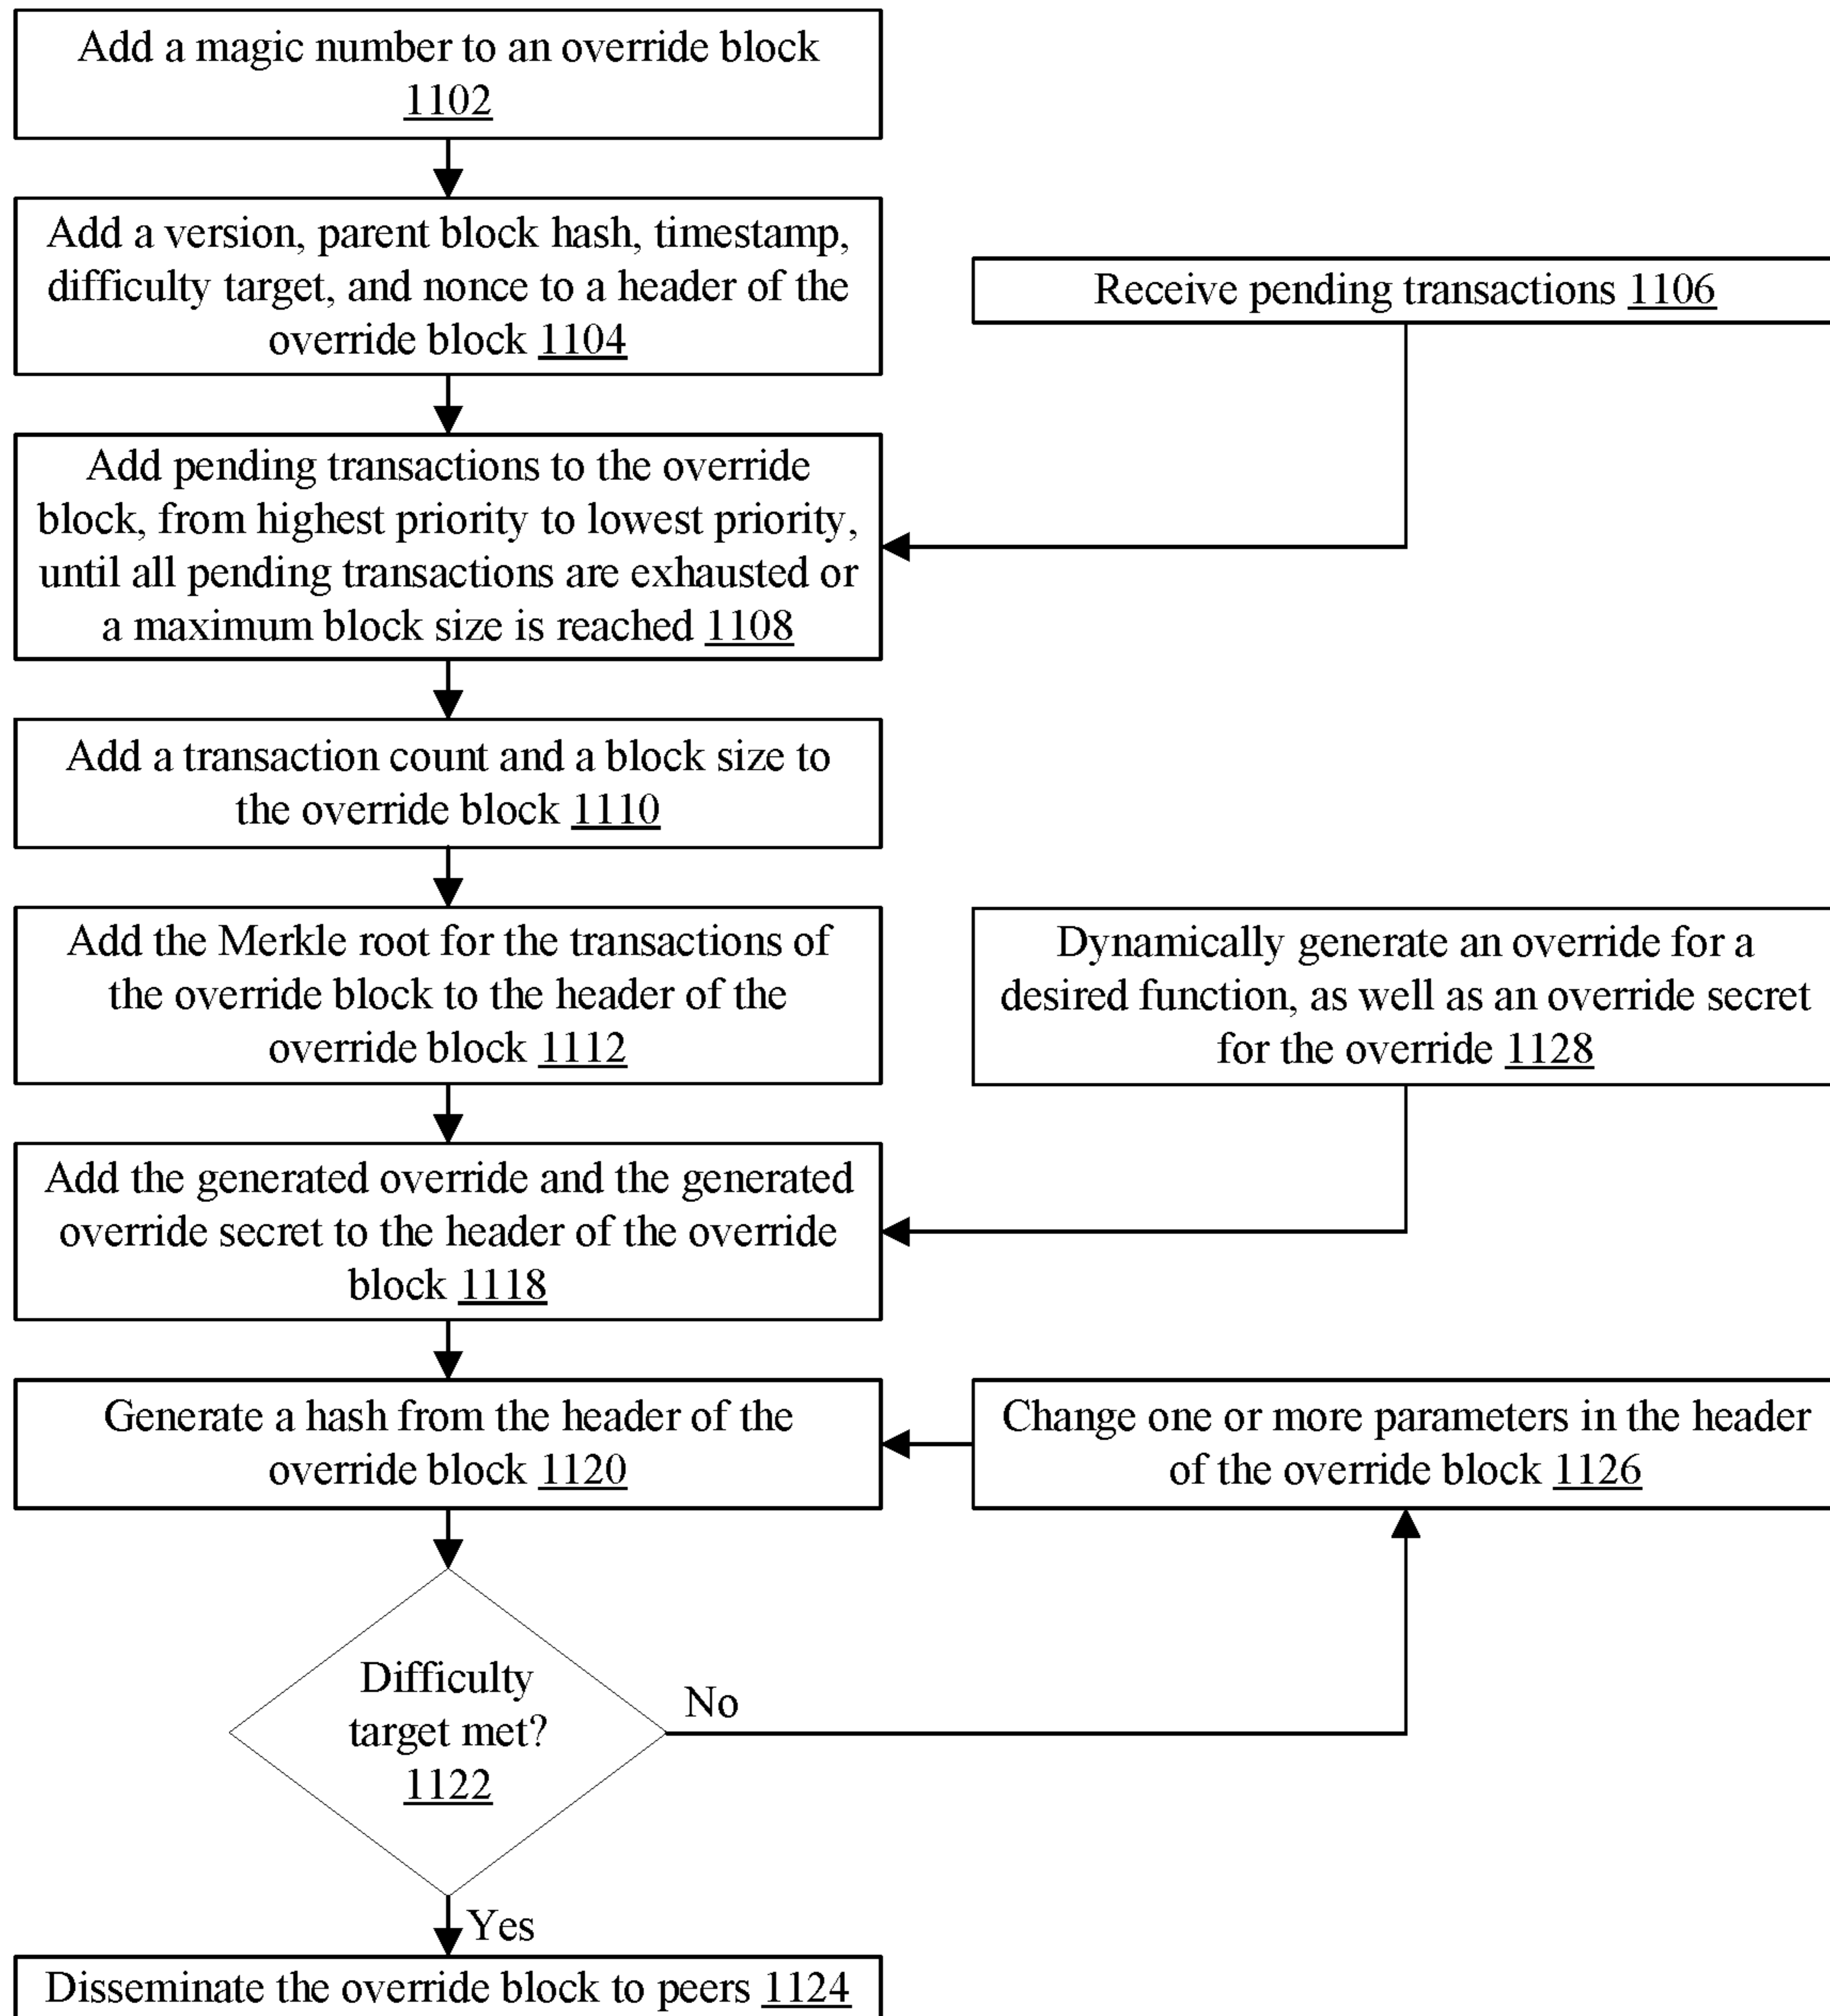 Add a magic number to an override block
1102
Add a version, parent block hash, timestamp,
difficulty target, and nonce to a header of the
override block 1104
Receive pending transactions 1106
Add pending transactions to the override
block, from highest priority to lowest priority,
until all pending transactions are exhausted or
a maximum block size is reached 1108
Add a transaction count and a block size to
the override block 1110
Add the Merkle root for the transactions of
the override block to the header of the
override block 1112
Dynamically generate an override for a
desired function, as well as an override secret
for the override 1128
Add the generated override and the generated
override secret to the header of the override
block 1118
Generate a hash from the header of the
override block 1120
Change one or more parameters in the header
of the override block 1126
Difficulty
target met?
1122
No
Yes
Disseminate the override block to peers 1124